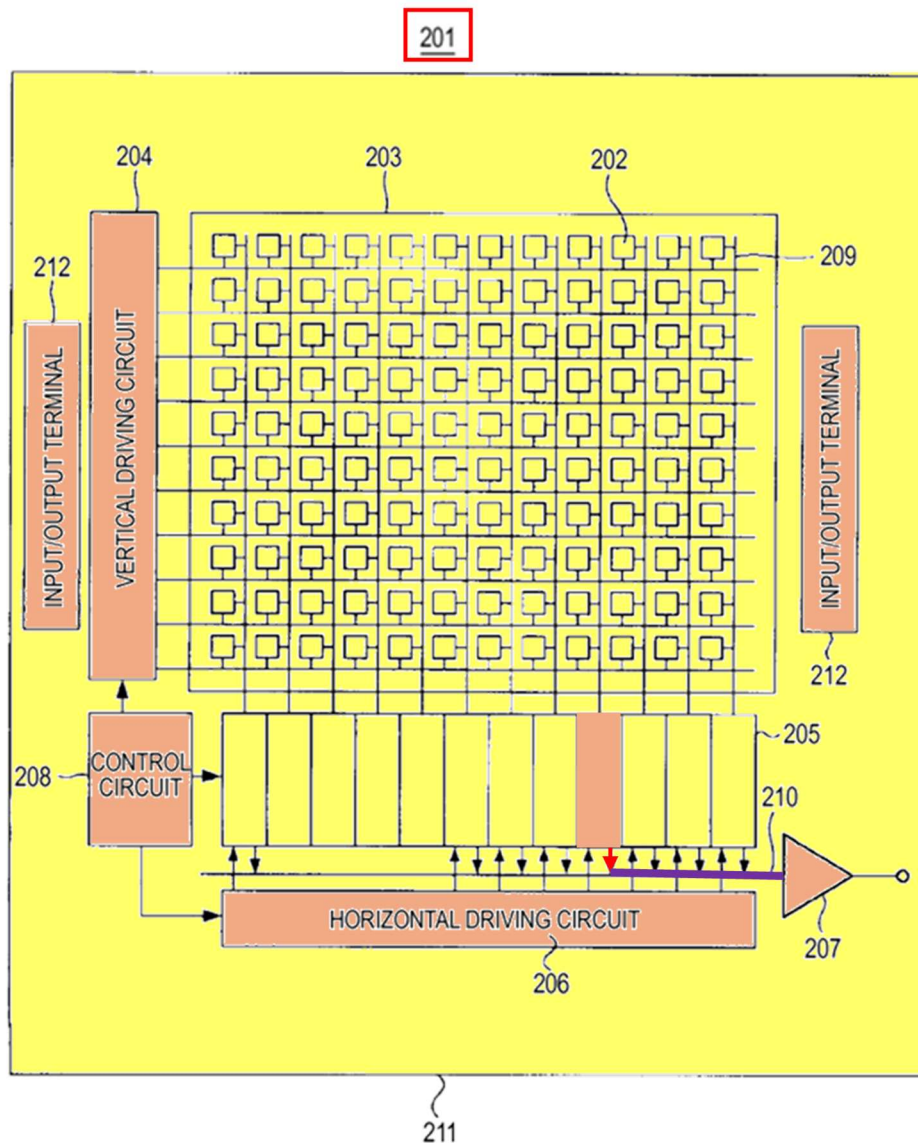 201
204
203
202
212
209
INPUT/OUTPUT TERMINAL
VERTICAL DRIVING CIRCUIT
INPUT/OUTPUT TERMINAL
212
205
208
CONTROL
CIRCUIT
210
HORIZONTAL DRIVING CIRCUIT
206
207
211